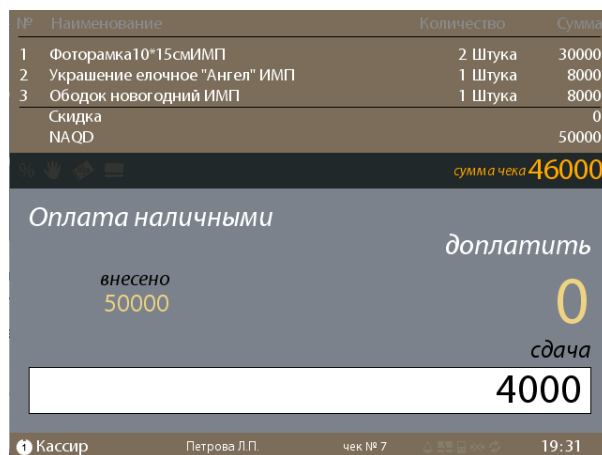 № Наименование Количество Сумма
1 Фоторамка10*15смИМП 2 Штука 30000
2 Украшение елочное "Ангел" ИМП 1 Штука 8000
3 Ободок новогодний ИМП 1 Штука 8000
Скидка 0
NAQD 50000
% сумма чека 46000
Оплата наличными
доплатить
внесено
50000
0
сдача
4000
1 Кассир Петрова Л.П. чек № 7 19:31